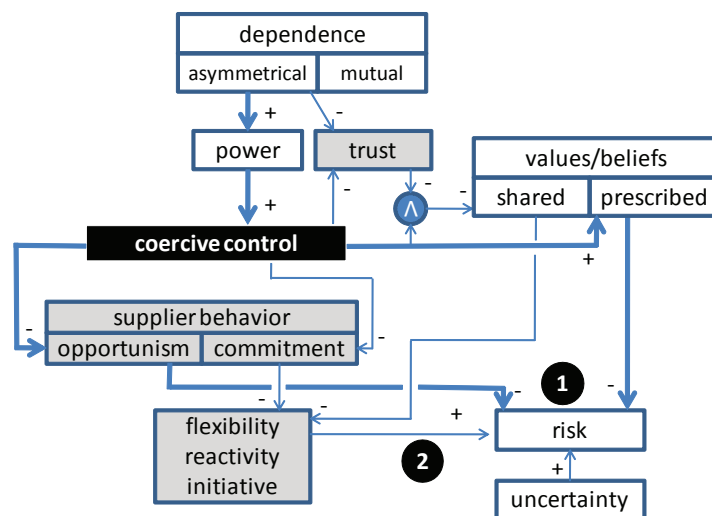 dependence
asymmetrical mutual
+ -
power trust
values/beliefs
- - -
shared prescribed
+ Λ
coercive control
+
supplier behavior
- -
opportunism commitment
1
- - - -
flexibility + risk
reactivity 2
initiative +
uncertainty